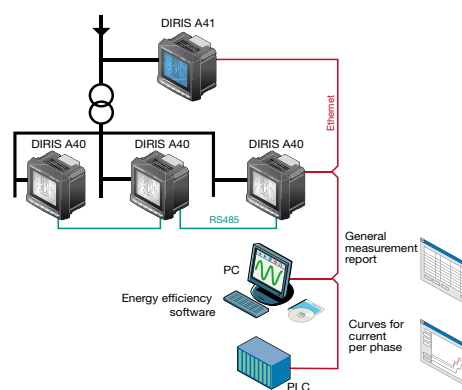 DIRIS A41
Ethernet
DIRIS A40
DIRIS A40
DIRIS A40
RS485
General
measurement
report
PC
Energy efficiency
software
Curves for
current
per phase
PLC